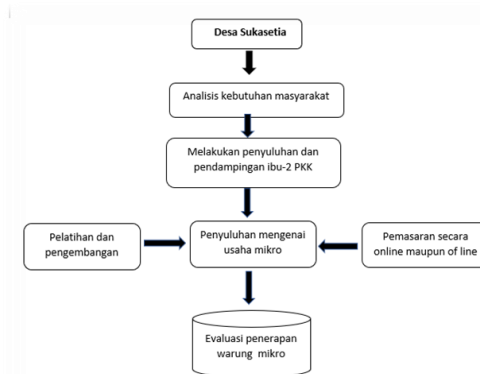 Desa Sukasetia
Analisis kebutuhan masyarakat
Melakukan penyuluhan dan
pendampingan ibu-2 PKK
Pelatihan dan
pengembangan
Penyuluhan mengenai
usaha mikro
Pemasaran secara
online maupun of line
Evaluasi penerapan
warung mikro